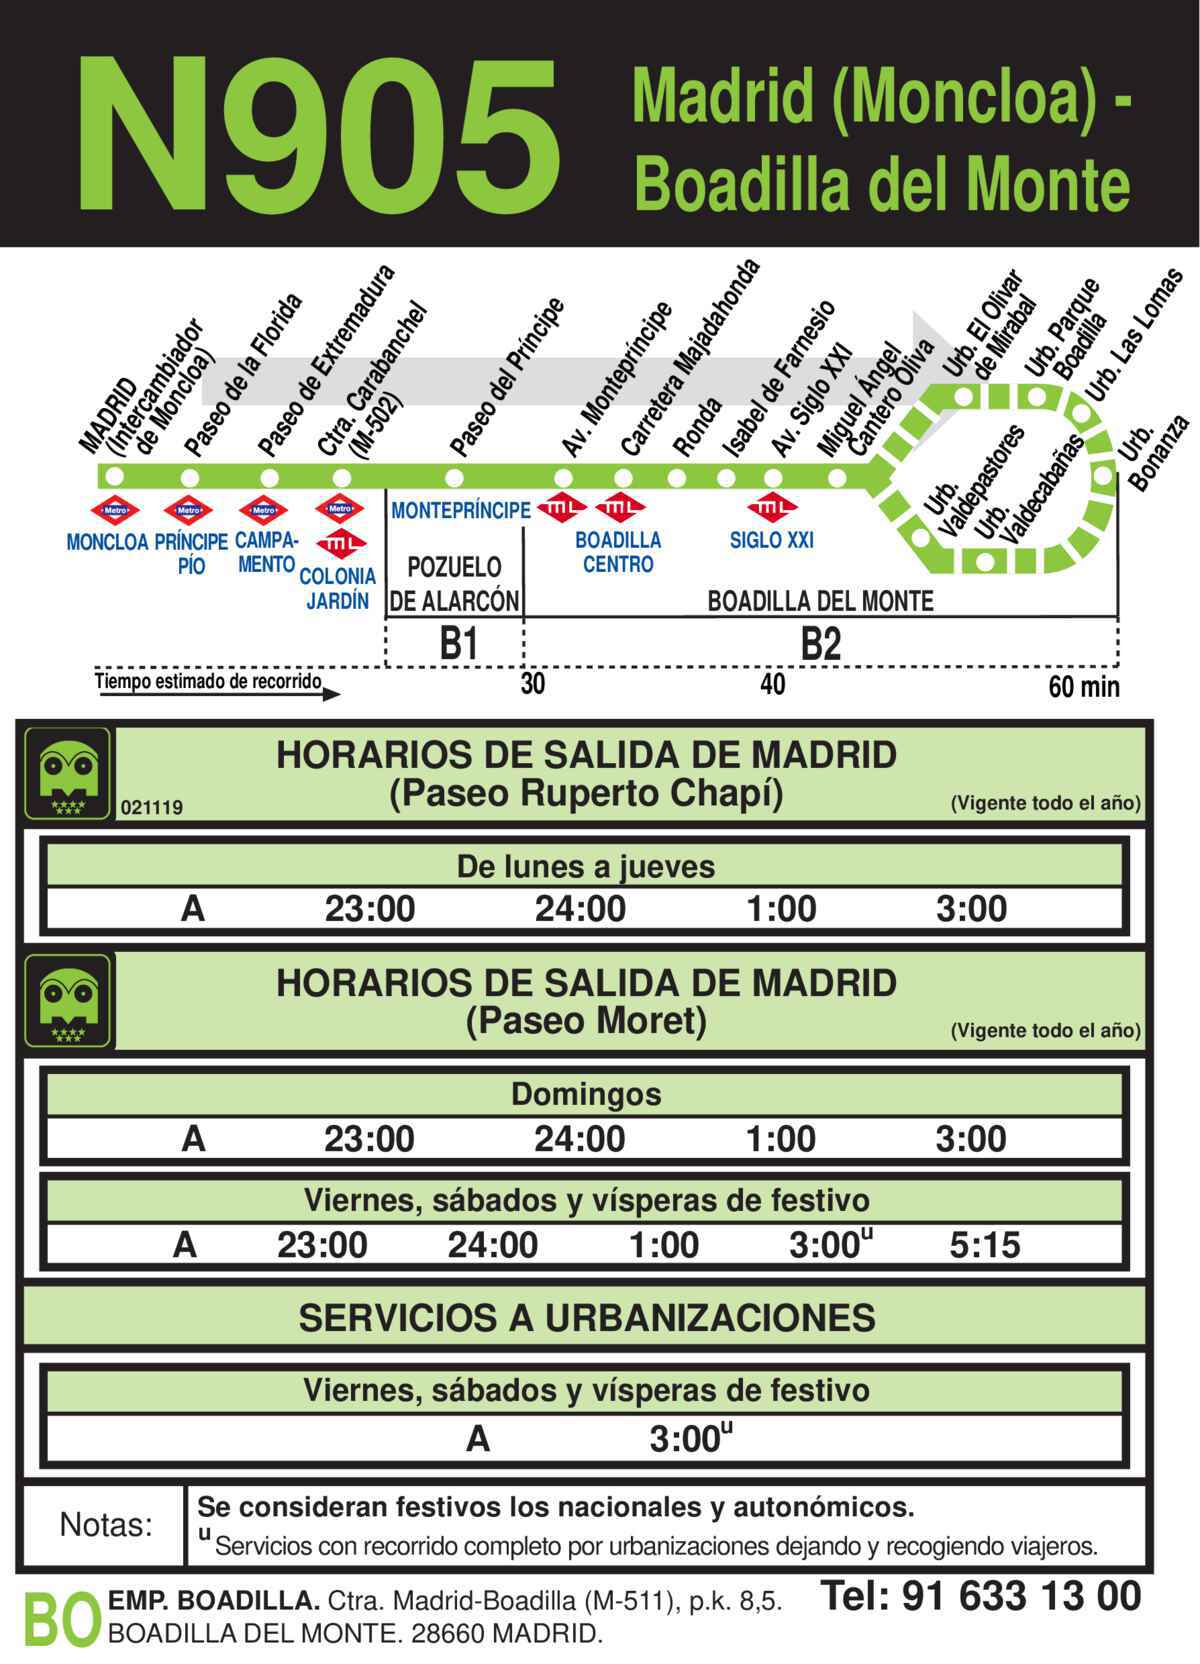 N905
Madrid (Moncloa) -
Boadilla del Monte
MADRID
(Intercambiador
de Moncloa)
Paseo de la Florida
Paseo de Extremadura
Ctra. Carabanchel
(M-502)
Paseo del Príncipe
Av. Montepríncipe
Carretera Majadahonda
Ronda
Isabel de Farnesio
Av. Siglo XXI
Miguel Ángel
Cantero Oliva
Urb. El Olivar
de Mirabal
Urb. Parque
Boadilla
Urb. Las Lomas
Urb.
Bonanza
Urb.
Valdecabañas
Urb.
Valdepastores
Metro
MONCLOA
Metro
PRÍNCIPE
PÍO
Metro
CAMPA-
MENTO
Metro
mL
COLONIA
JARDÍN
MONTEPRÍNCIPE
mL
mL
BOADILLA
CENTRO
mL
SIGLO XXI
POZUELO
DE ALARCÓN
BOADILLA DEL MONTE
B1
B2
Tiempo estimado de recorrido
30
40
60 min
HORARIOS DE SALIDA DE MADRID
(Paseo Ruperto Chapí)
021119
(Vigente todo el año)
De lunes a jueves
A 23:00 24:00 1:00 3:00
HORARIOS DE SALIDA DE MADRID
(Paseo Moret)
(Vigente todo el año)
Domingos
A 23:00 24:00 1:00 3:00
Viernes, sábados y vísperas de festivo
A 23:00 24:00 1:00 3:00u 5:15
SERVICIOS A URBANIZACIONES
Viernes, sábados y vísperas de festivo
A 3:00u
Notas:
Se consideran festivos los nacionales y autonómicos.
u Servicios con recorrido completo por urbanizaciones dejando y recogiendo viajeros.
BO
EMP. BOADILLA. Ctra. Madrid-Boadilla (M-511), p.k. 8,5.
BOADILLA DEL MONTE. 28660 MADRID.
Tel: 91 633 13 00